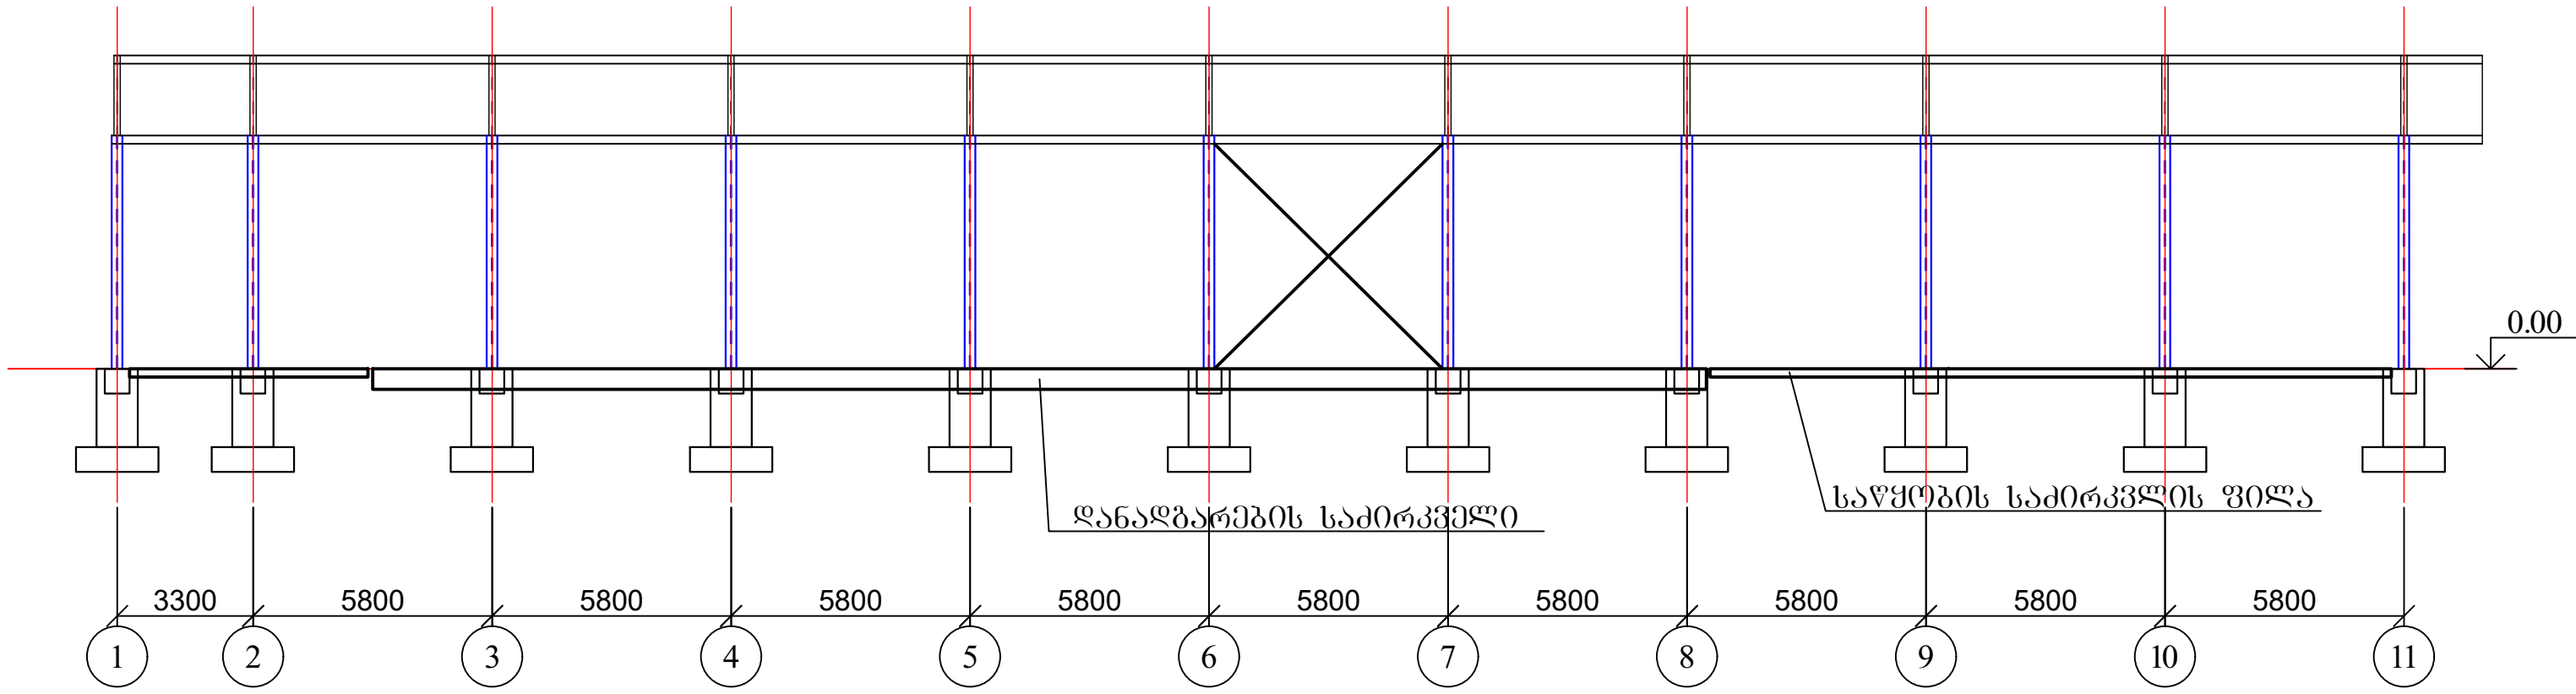 0.00
საწყობის საძირკვლის ფილა
დანადგარების საძირკველი
3300 5800 5800 5800 5800 5800 5800 5800 5800 5800
1 2 3 4 5 6 7 8 9 10 11